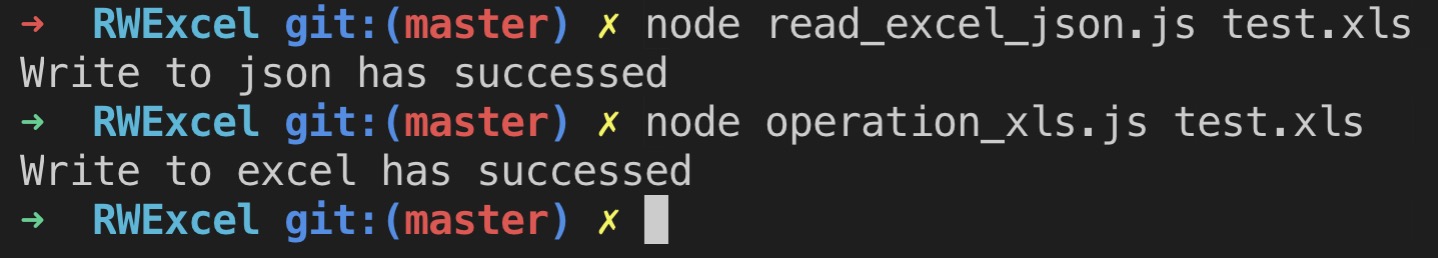 ➜  RWExcel git:(master) ✗ node read_excel_json.js test.xls
Write to json has successed
➜  RWExcel git:(master) ✗ node operation_xls.js test.xls
Write to excel has successed
➜  RWExcel git:(master) ✗